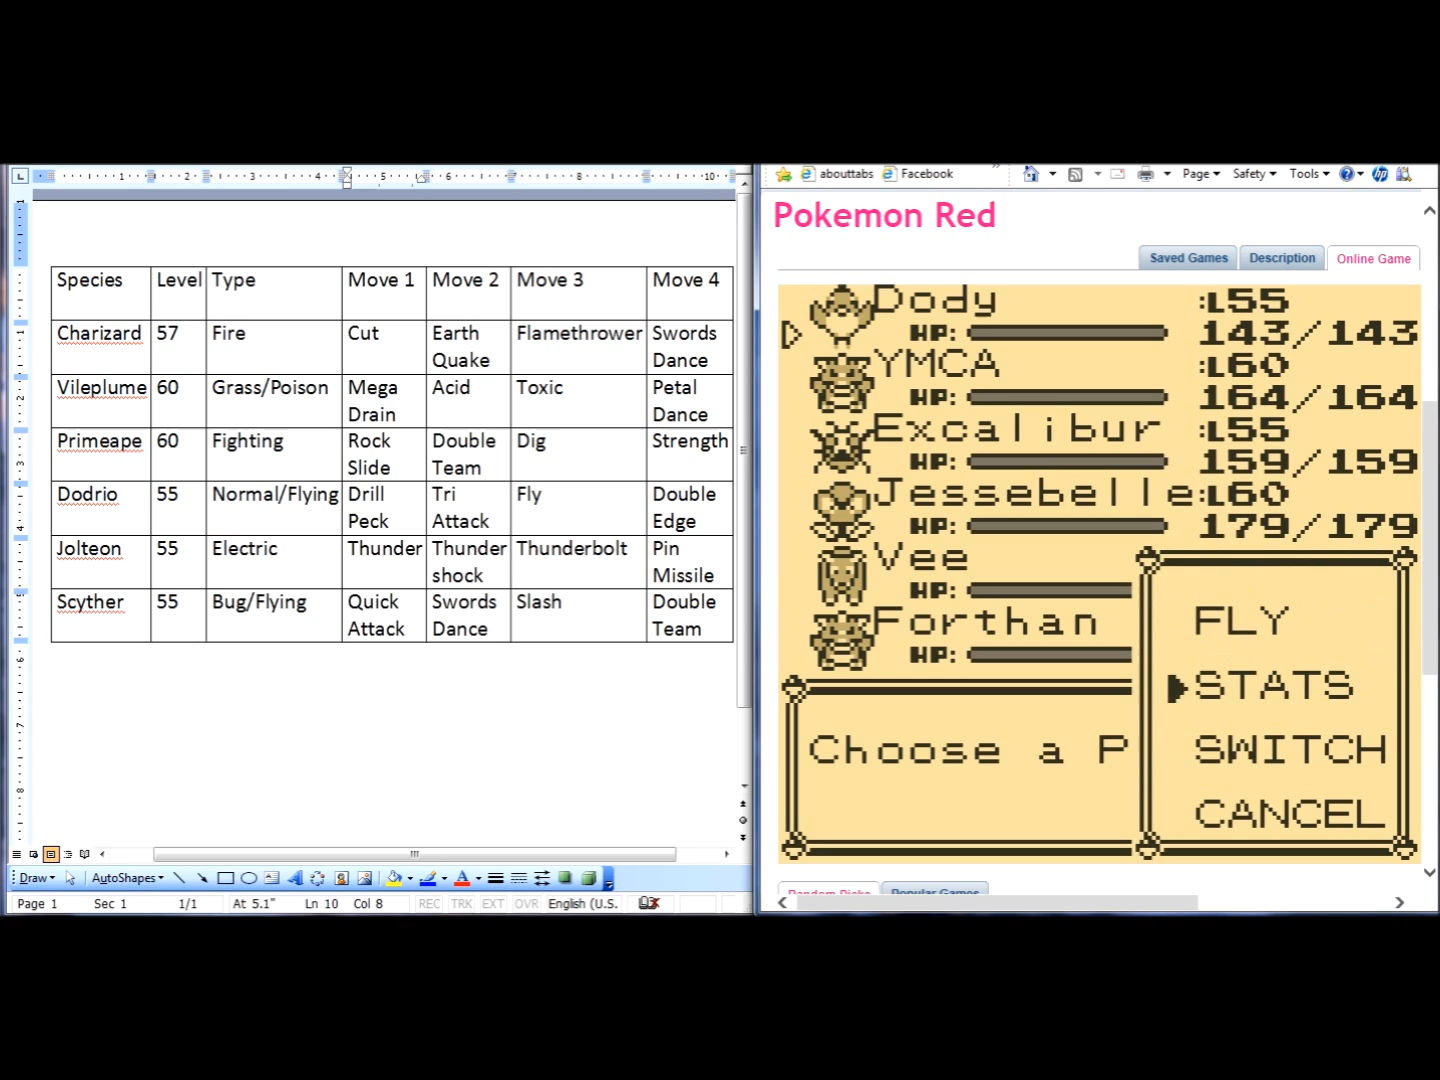 abouttabs Facebook Page Safety Tools
Pokemon Red
Saved Games Description Online Game
Species Level Type Move 1 Move 2 Move 3 Move 4
Charizard 57 Fire Cut Earth Quake Flamethrower Swords Dance
Vileplume 60 Grass/Poison Mega Drain Acid Toxic Petal Dance
Primeape 60 Fighting Rock Slide Double Team Dig Strength
Dodrio 55 Normal/Flying Drill Peck Tri Attack Fly Double Edge
Jolteon 55 Electric Thunder Thunder shock Thunderbolt Pin Missile
Scyther 55 Bug/Flying Quick Attack Swords Dance Slash Double Team
Draw AutoShapes
Page 1 Sec 1 1/1 At 5.1" Ln 10 Col 8 REC TRK EXT OVR English (U.S.
Dody :L55
HP: 143/143
YMCA :L60
HP: 164/164
Excalibur :L55
HP: 159/159
Jessebelle :L60
HP: 179/179
Vee
HP:
Forthan
HP:
FLY
STATS
SWITCH
CANCEL
Choose a P
Random Picks Popular Games